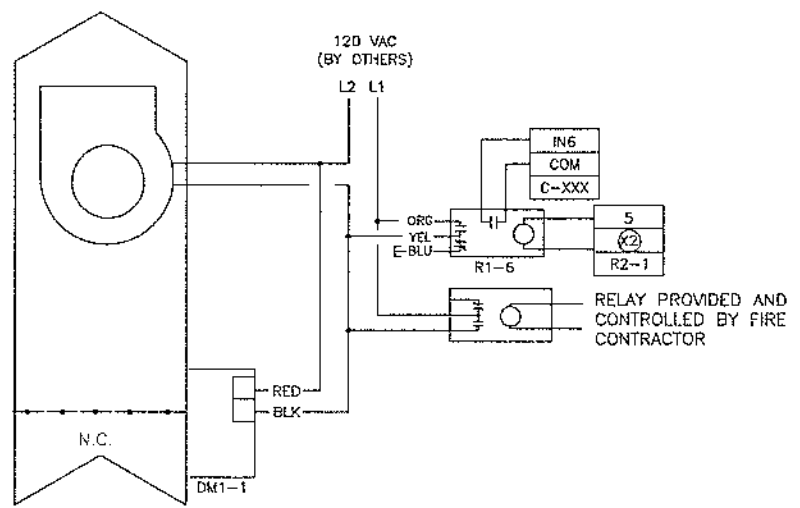 120 VAC
(BY OTHERS)
L2 L1
IN6
COM
C-XXX
ORG
YEL
BLU
R1-6
5
X2
R2-1
RELAY PROVIDED AND
CONTROLLED BY FIRE
CONTRACTOR
RED
BLK
N.C.
DM1-1